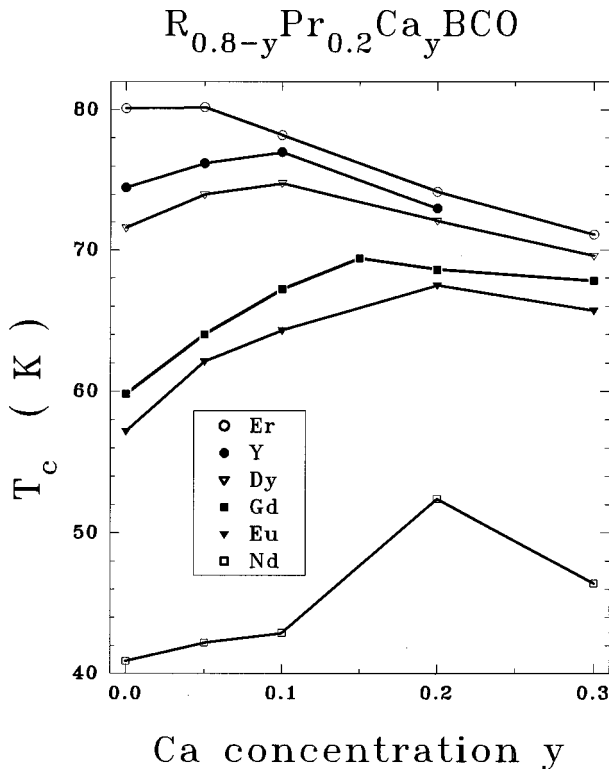 R0.8-yPr0.2CayBCO
80
70
60
50
40
T_c ( K )
Er
Y
Dy
Gd
Eu
Nd
0.0 0.1 0.2 0.3
Ca concentration y